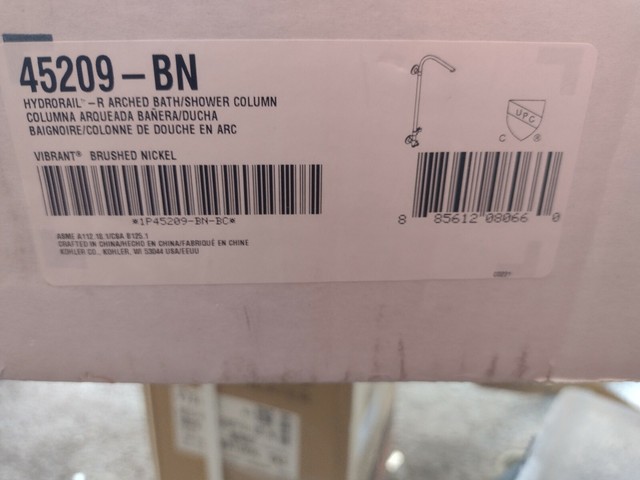 45209-BN
HYDRORAIL™-R ARCHED BATH/SHOWER COLUMN
COLUMNA ARQUEADA BAÑERA/DUCHA
BAIGNOIRE/COLONNE DE DOUCHE EN ARC
VIBRANT® BRUSHED NICKEL
*1P45209-BN-BC*
ASME A112.18.1/CSA B125.1
CRAFTED IN CHINA/HECHO EN CHINA/FABRIQUÉ EN CHINE
KOHLER CO., KOHLER, WI 53044 USA/EEUU
UPC
C ®
8 85612 08066 0